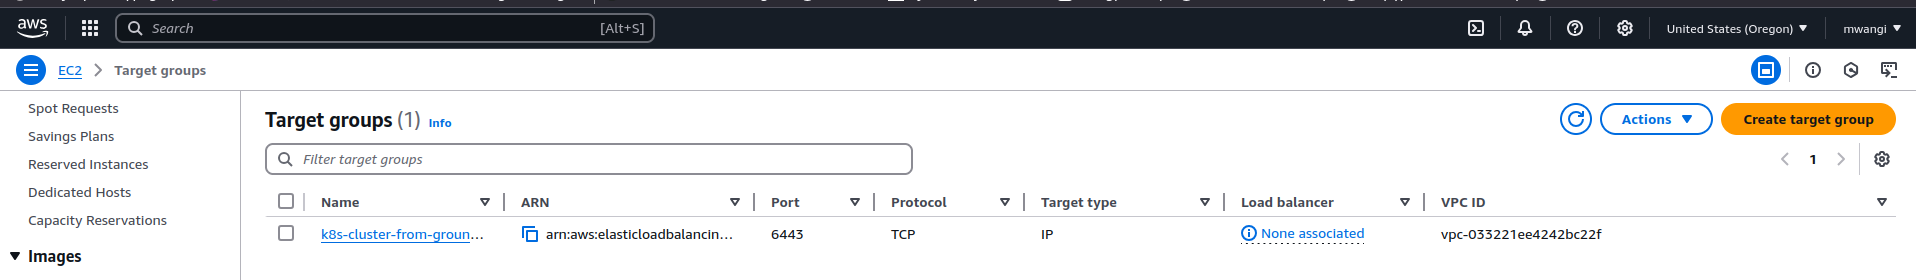 aws
Search [Alt+S]
United States (Oregon) mwangi
EC2 Target groups
Spot Requests
Savings Plans
Reserved Instances
Dedicated Hosts
Capacity Reservations
Images
Target groups (1) Info
Actions
Create target group
Filter target groups
1
Name ARN Port Protocol Target type Load balancer VPC ID
k8s-cluster-from-groun... arn:aws:elasticloadbalancin... 6443 TCP IP None associated vpc-033221ee4242bc22f